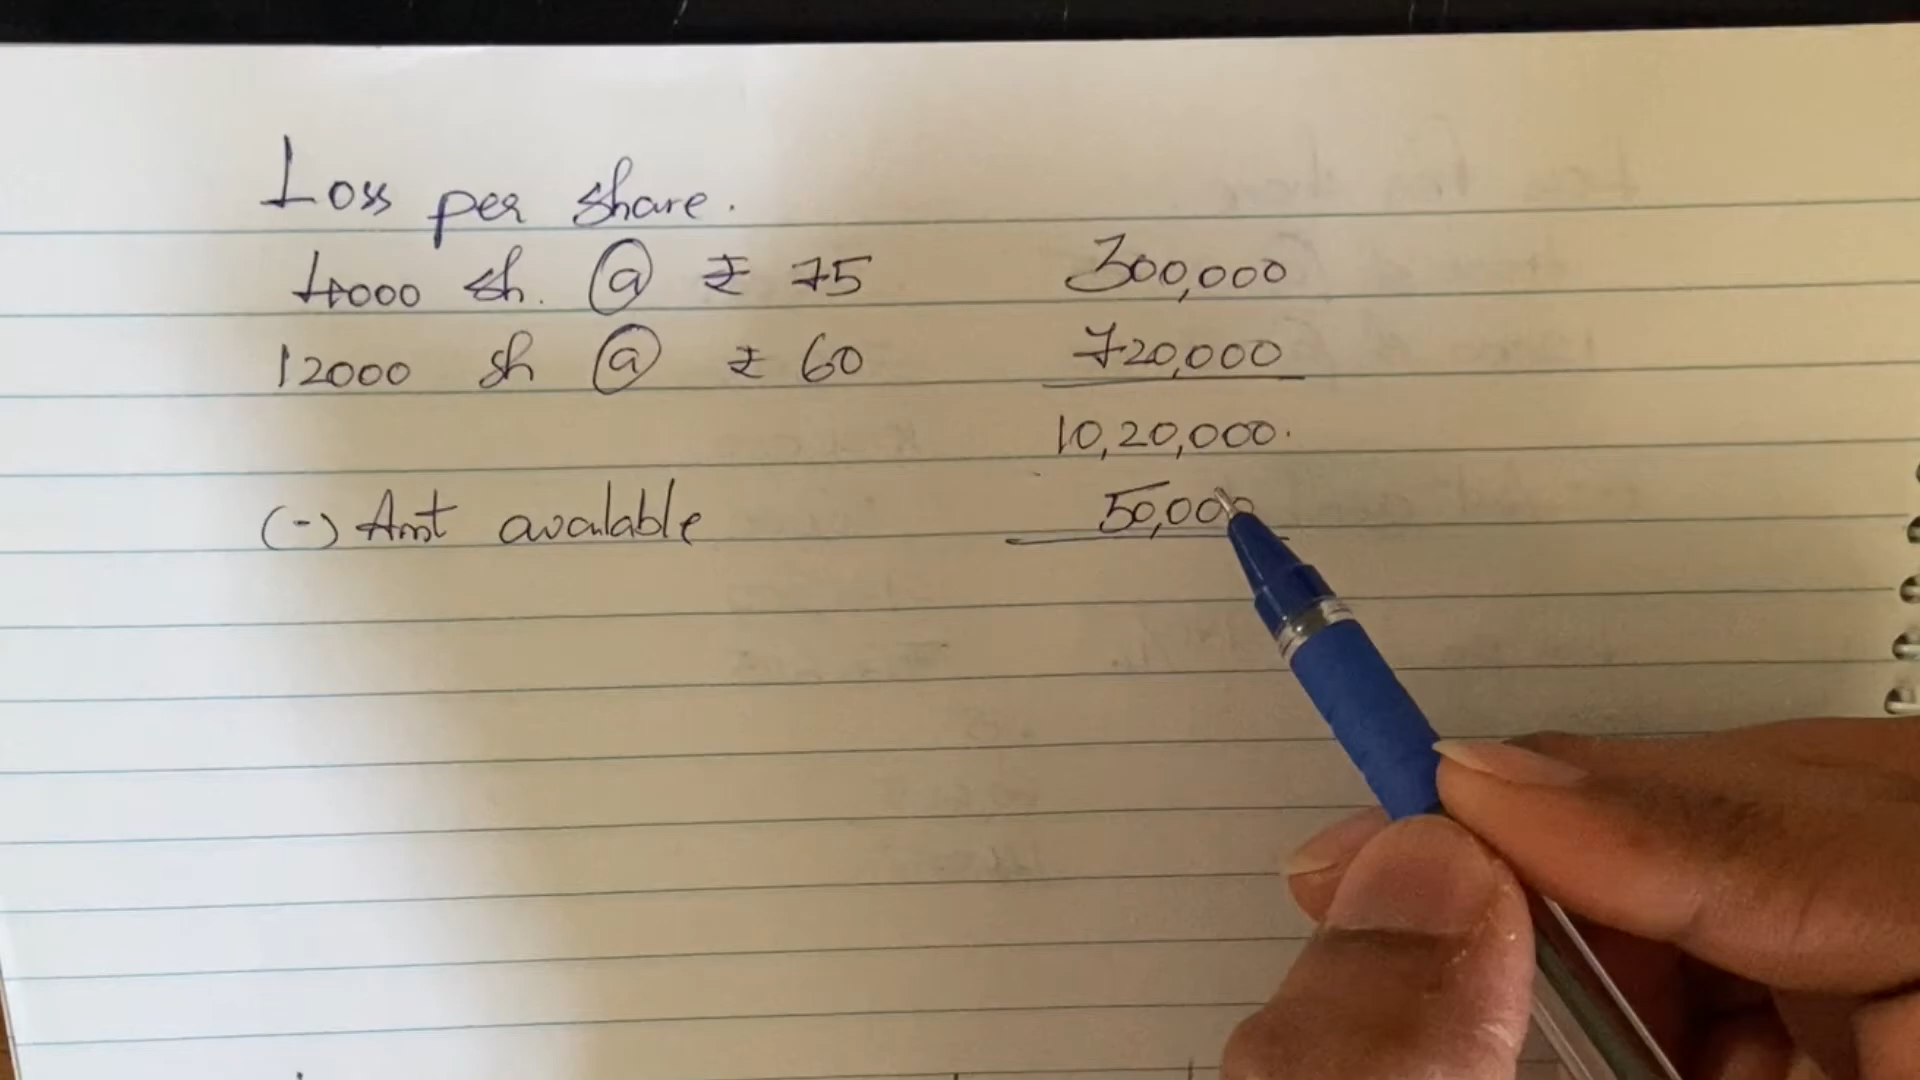 Loss per share.
4000 sh. @ ₹ 75 300,000
12000 sh @ ₹ 60 720,000
10,20,000.
(-) Amt available 50,000